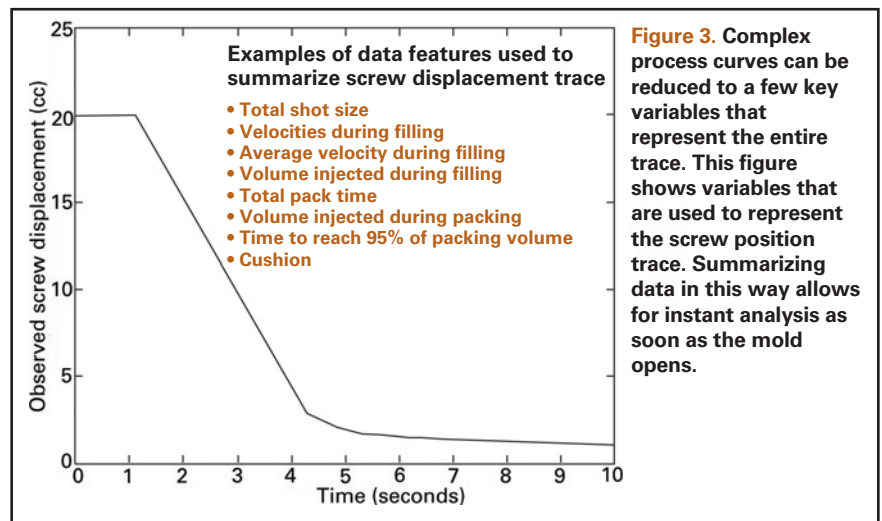 25
20
15
10
5
0
Observed screw displacement (cc)
Examples of data features used to
summarize screw displacement trace
• Total shot size
• Velocities during filling
• Average velocity during filling
• Volume injected during filling
• Total pack time
• Volume injected during packing
• Time to reach 95% of packing volume
• Cushion
0 1 2 3 4 5 6 7 8 9 10
Time (seconds)
Figure 3. Complex
process curves can be
reduced to a few key
variables that
represent the entire
trace. This figure
shows variables that
are used to represent
the screw position
trace. Summarizing
data in this way allows
for instant analysis as
soon as the mold
opens.